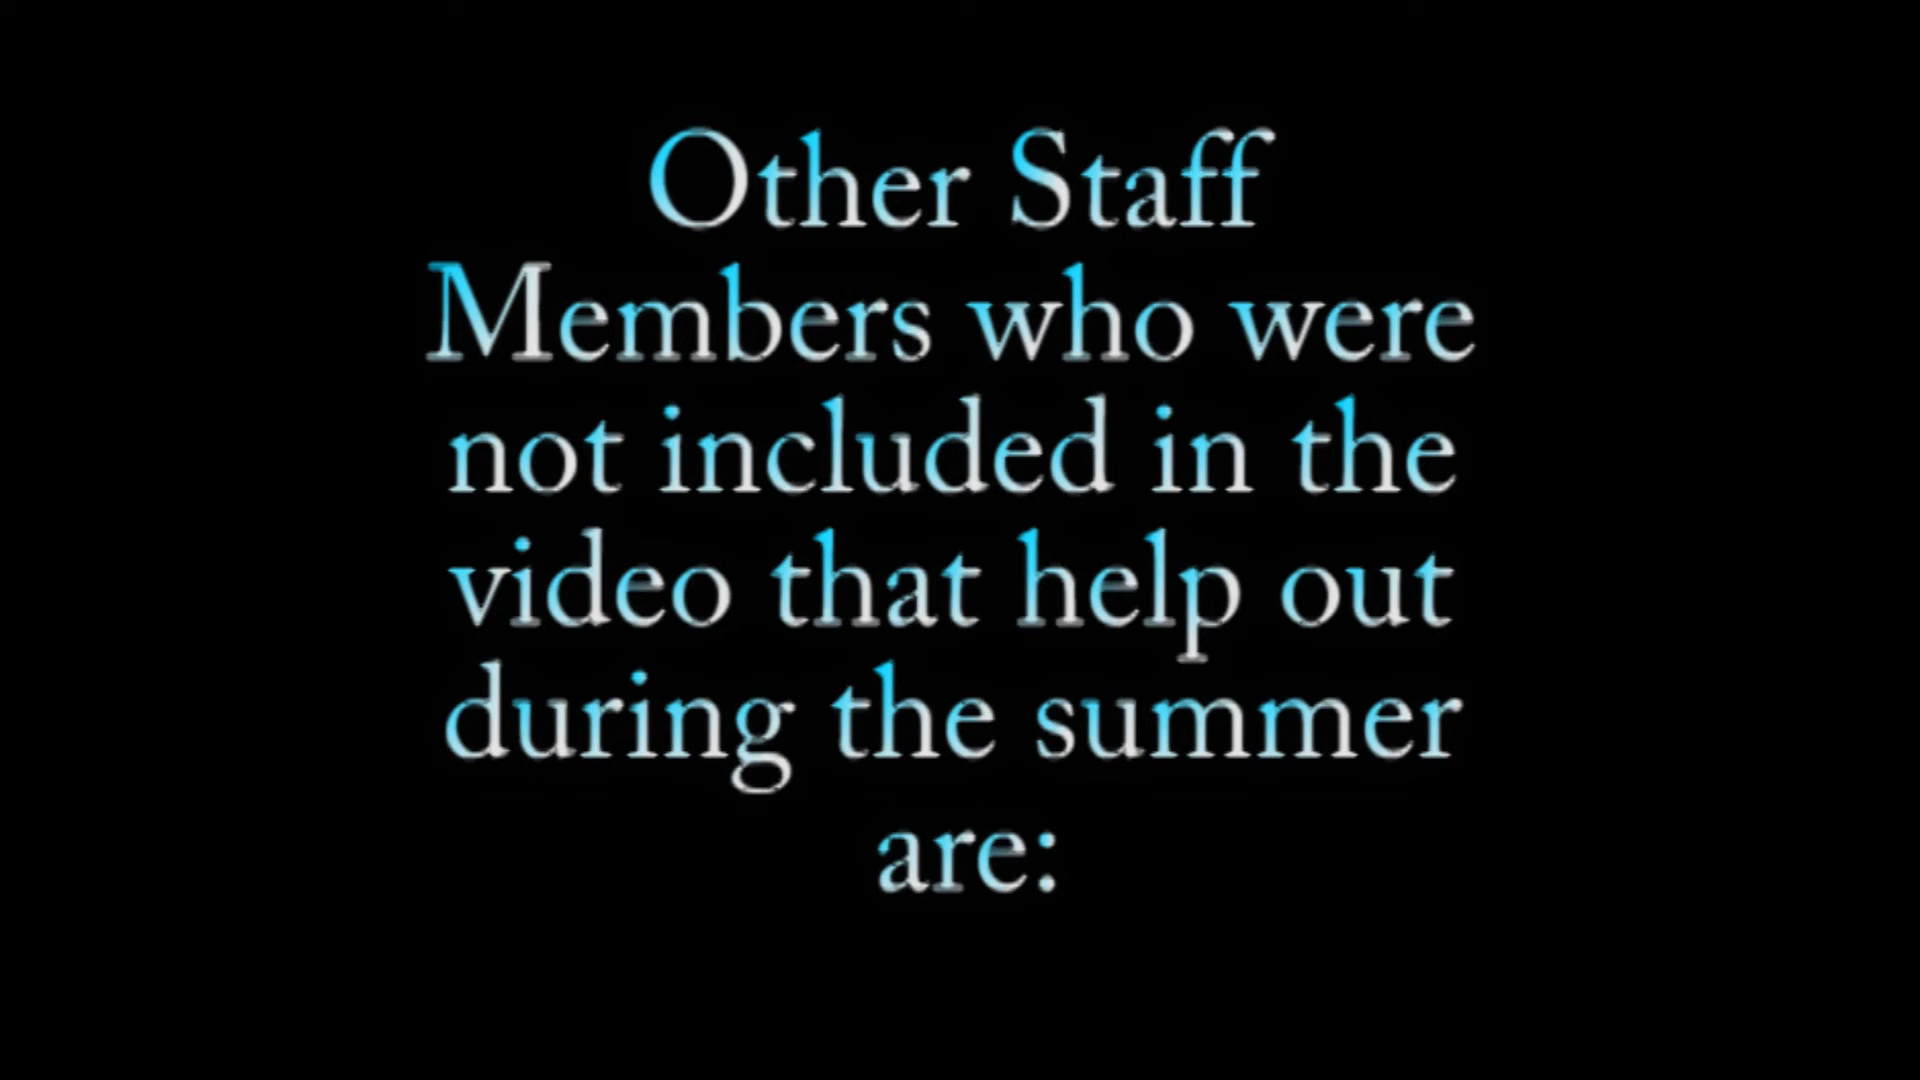 Other Staff
Members who were
not included in the
video that help out
during the summer
are: